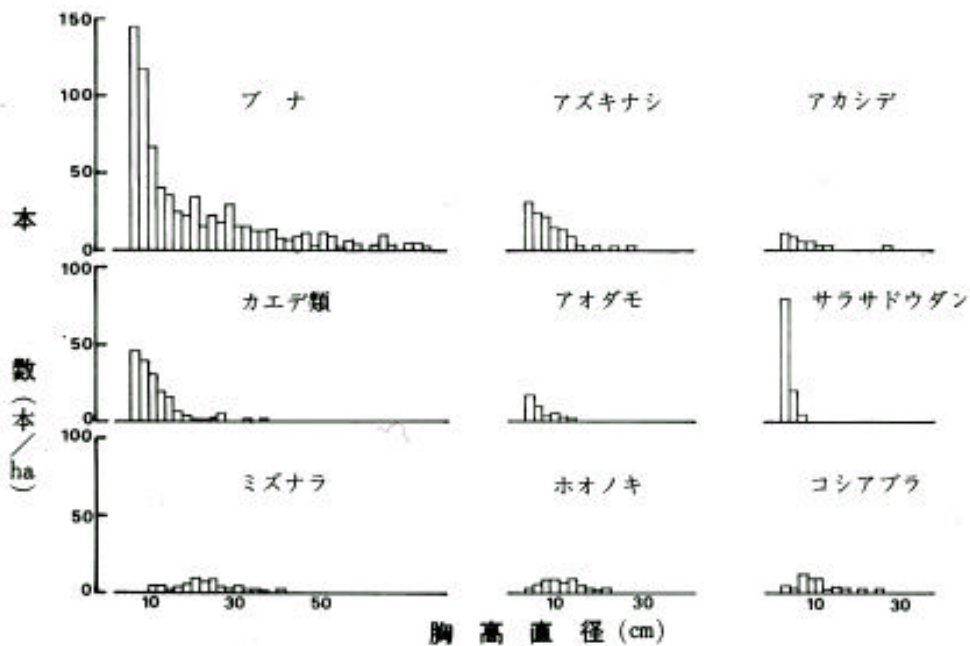 150
100
50
0
ブナ アズキナシ アカシデ
100
50
0
カエデ類 アオダモ サラサドウダン
100
50
0
ミズナラ ホオノキ コシアブラ
10 30 50 10 30 10 30
本数(本/ha)
胸高直径(cm)